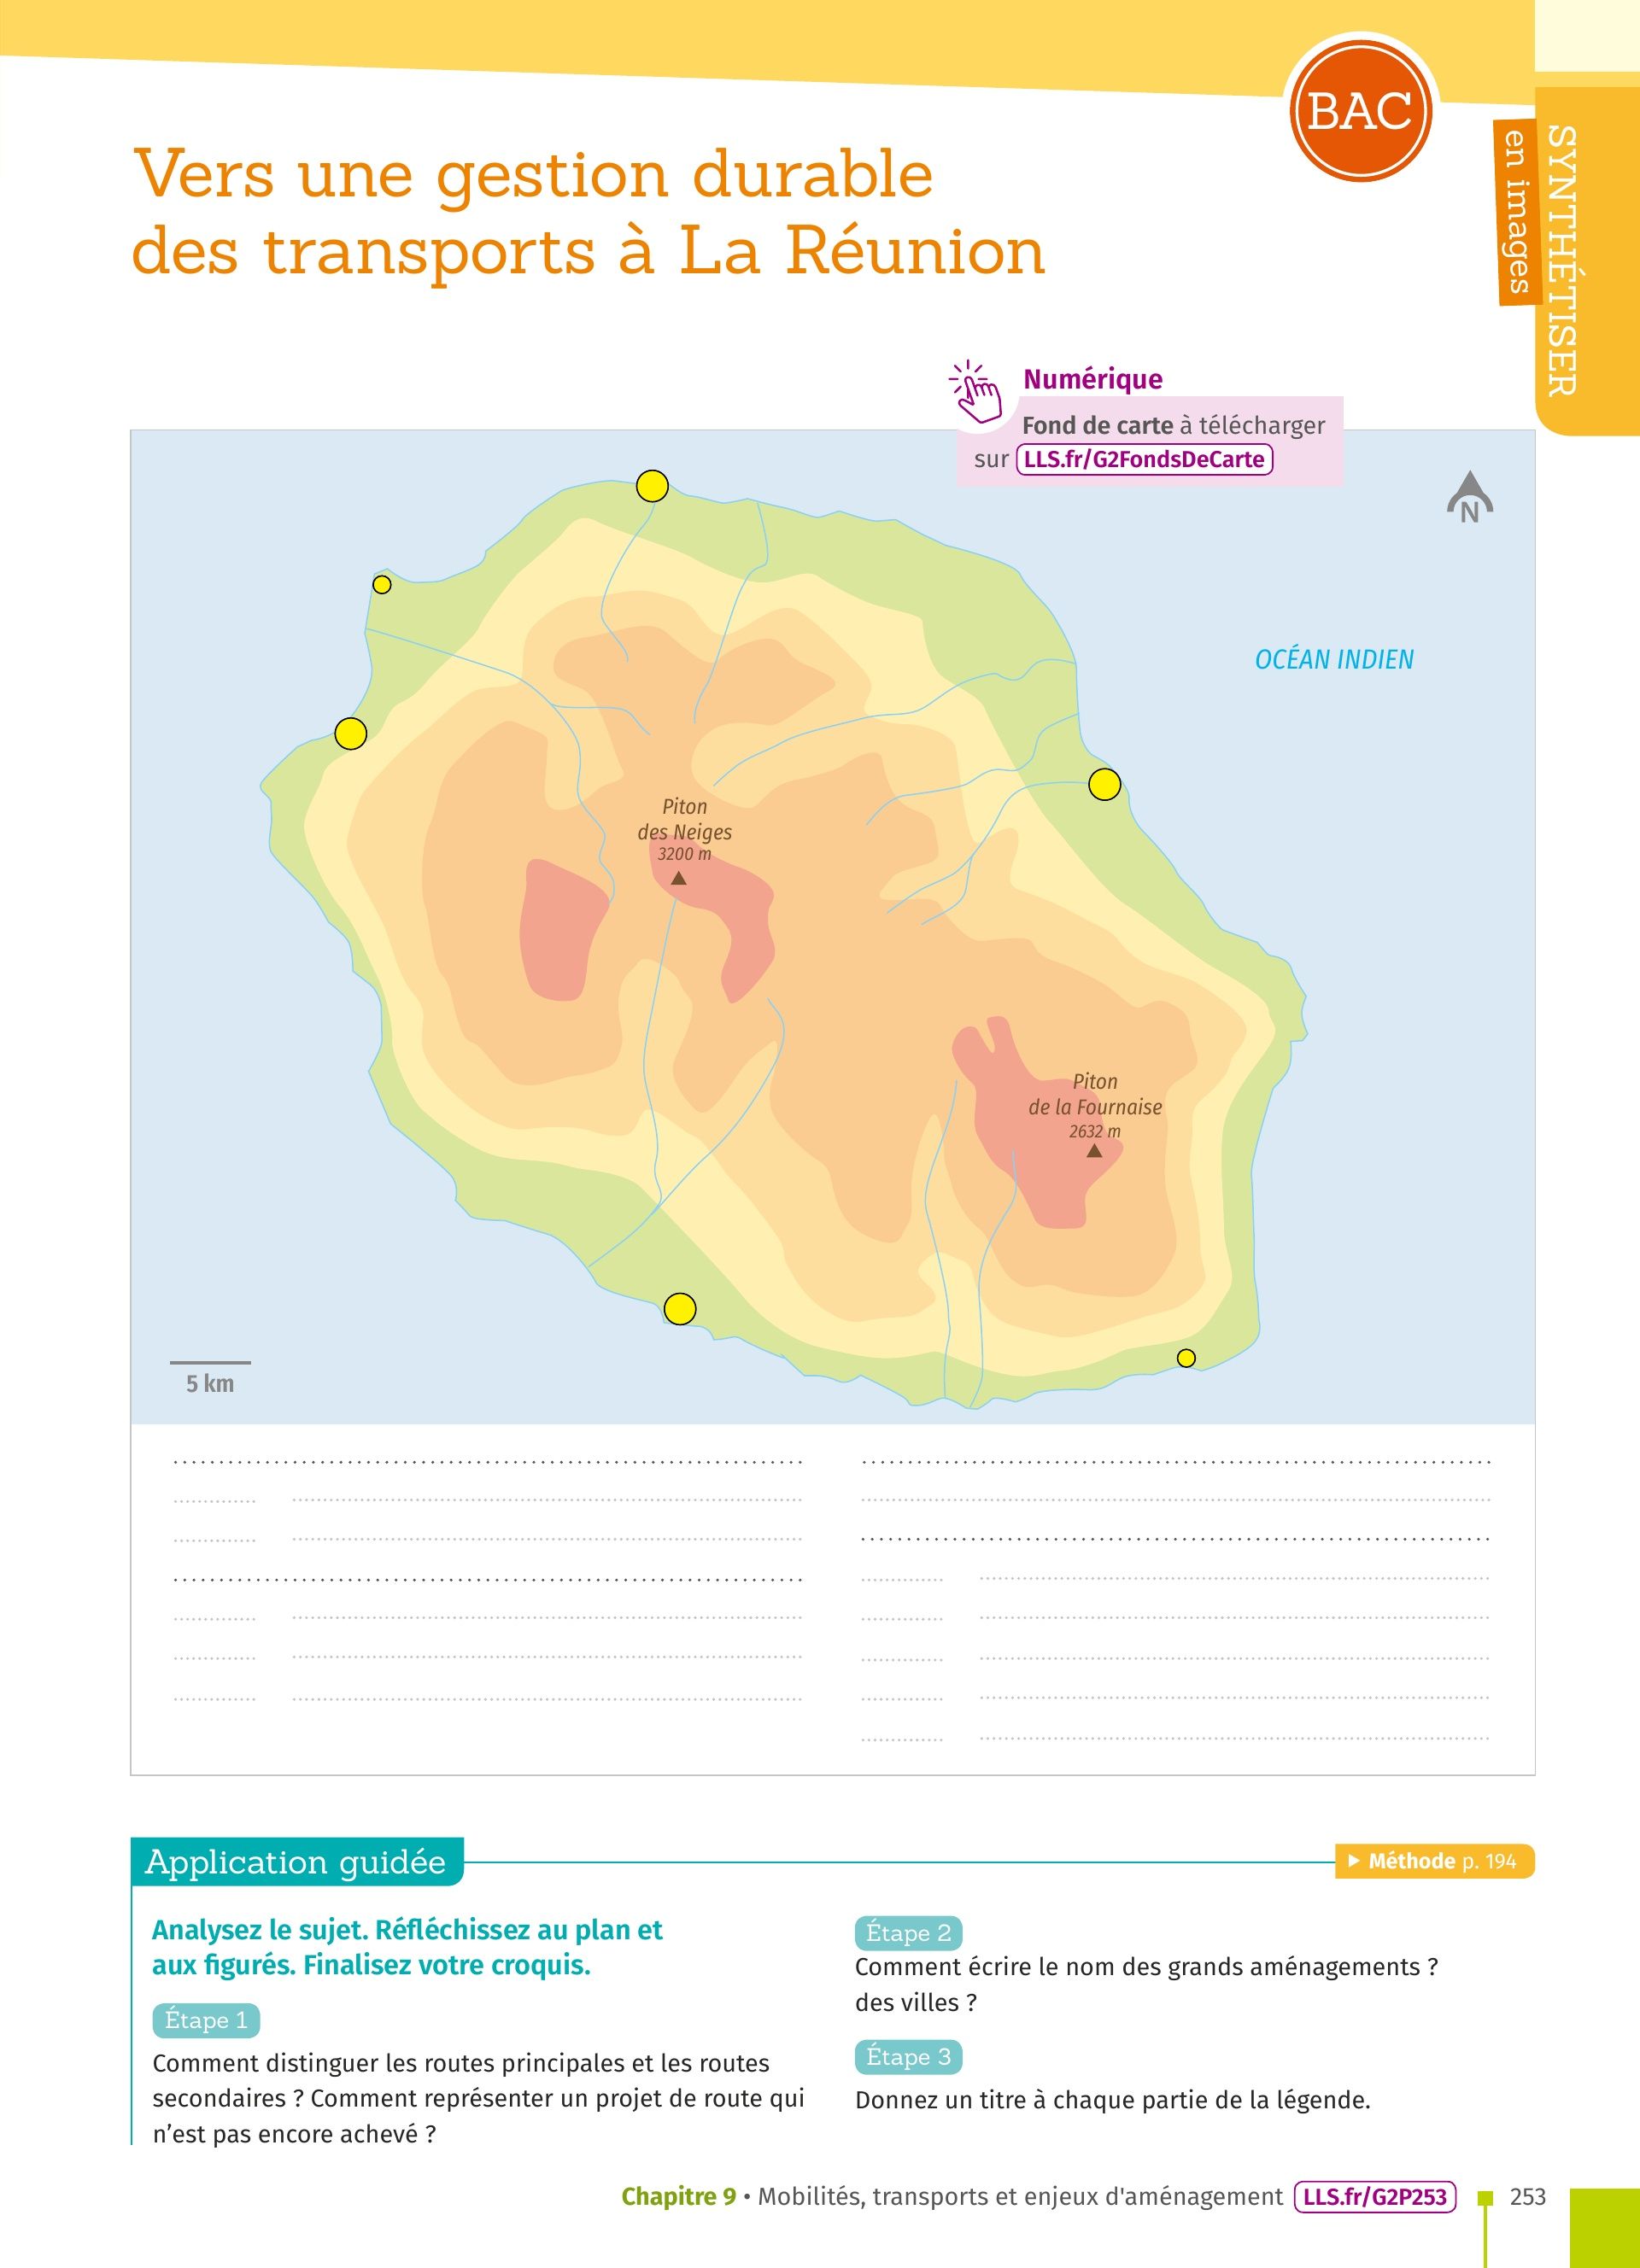 BAC
SYNTHÉTISER
en images
Vers une gestion durable
des transports à La Réunion
Numérique
Fond de carte à télécharger
sur LLS.fr/G2FondsDeCarte
N
OCÉAN INDIEN
Piton
des Neiges
3200 m
Piton
de la Fournaise
2632 m
5 km
Application guidée
Méthode p. 194
Analysez le sujet. Réfléchissez au plan et
aux figurés. Finalisez votre croquis.
Étape 1
Comment distinguer les routes principales et les routes
secondaires ? Comment représenter un projet de route qui
n’est pas encore achevé ?
Étape 2
Comment écrire le nom des grands aménagements ?
des villes ?
Étape 3
Donnez un titre à chaque partie de la légende.
Chapitre 9 • Mobilités, transports et enjeux d'aménagement LLS.fr/G2P253 253